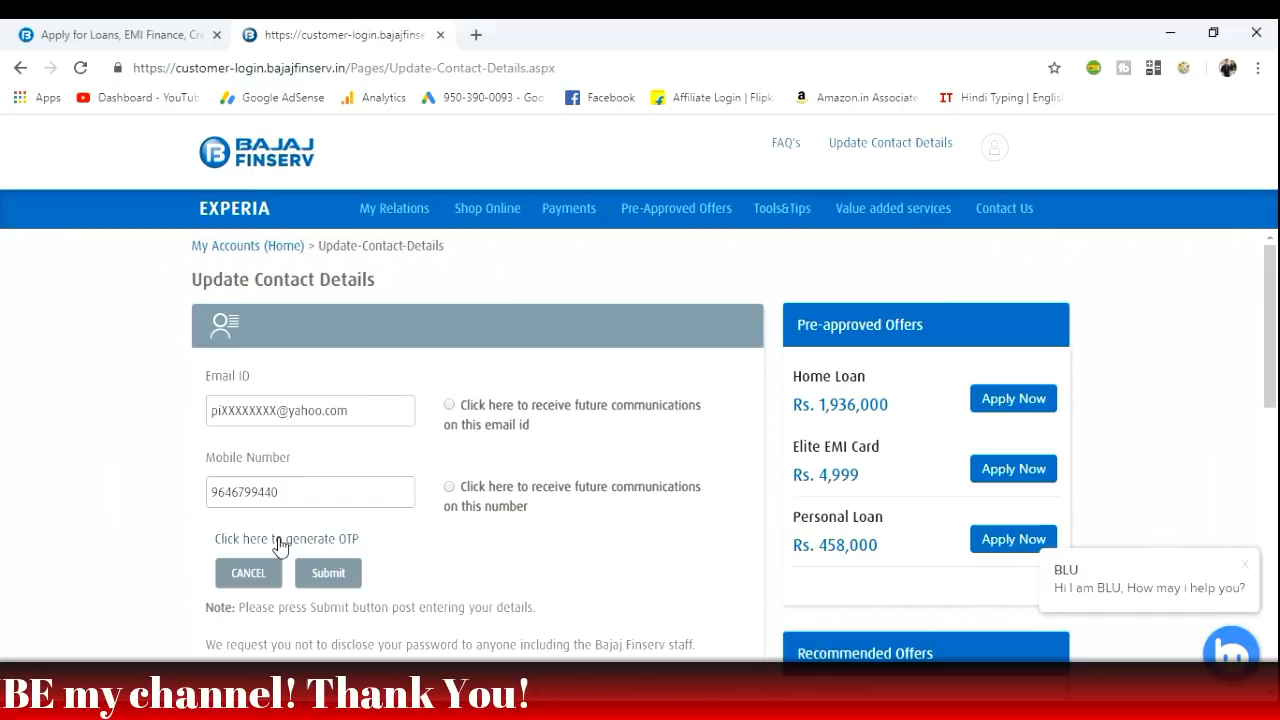 Apply for Loans, EMI Finance, Cre
https://customer-login.bajajfinse
https://customer-login.bajajfinserv.in/Pages/Update-Contact-Details.aspx
Apps
Dashboard - YouTub
Google AdSense
Analytics
950-390-0093 - Goo
Facebook
Affiliate Login | Flipk
Amazon.in Associate
IT Hindi Typing | Englis
BAJAJ
FINSERV
FAQ's
Update Contact Details
EXPERIA
My Relations
Shop Online
Payments
Pre-Approved Offers
Tools&Tips
Value added services
Contact Us
My Accounts (Home) > Update-Contact-Details
Update Contact Details
Email ID
piXXXXXXXX@yahoo.com
Click here to receive future communications
on this email id
Mobile Number
9646799440
Click here to receive future communications
on this number
Click here to generate OTP
CANCEL
Submit
Note: Please press Submit button post entering your details.
We request you not to disclose your password to anyone including the Bajaj Finserv staff.
Pre-approved Offers
Home Loan
Rs. 1,936,000
Apply Now
Elite EMI Card
Rs. 4,999
Apply Now
Personal Loan
Rs. 458,000
Apply Now
BLU
Hi I am BLU, How may i help you?
Recommended Offers
BE my channel! Thank You!